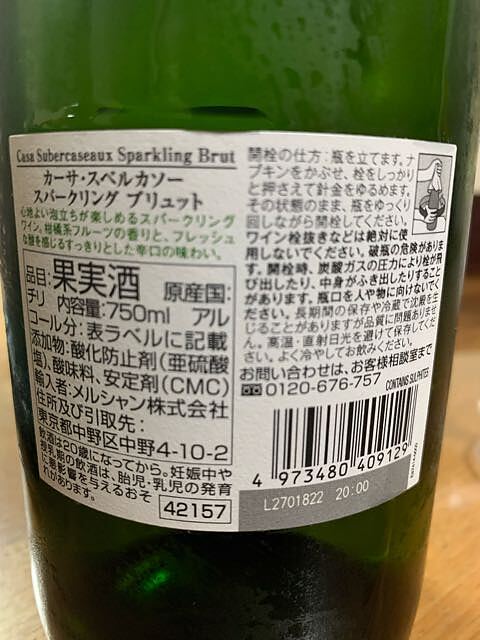 Casa Subercaseaux Sparkling Brut
カーサ・スベルカソー
スパークリング ブリュット
心地よい泡立ちが楽しめるスパークリング
ワイン。柑橘系フルーツの香りと、フレッシュ
な酸を感じるすっきりとした辛口の味わい。
品目:果実酒 原産国:
チリ 内容量:750ml アル
コール分:表ラベルに記載
添加物:酸化防止剤(亜硫酸
塩)、酸味料、安定剤(CMC)
輸入者:メルシャン株式会社
住所及び引取先:
東京都中野区中野4-10-2
飲酒は20歳になってから。妊娠中や
授乳期の飲酒は、胎児・乳児の発育
に悪影響を与えるおそ
れがあります。
42157
開栓の仕方:瓶を立てます。ナ
プキンをかぶせ、栓をしっかり
と押さえて針金をゆるめます。
その状態のまま、瓶をゆっくり
回しながら開栓してください。
ワイン栓抜きなどは絶対に使
用しないでください。破瓶の危険がありま
す。開栓時、炭酸ガスの圧力により栓が飛
び出したり、中身がふき出したりすること
があります。瓶口を人や物に向けないでく
ださい。長期間の保存や冷蔵で沈殿を生
じることがありますが品質に問題ありませ
ん。高温・直射日光を避けて保存してくだ
さい。よく冷やしてお飲みください。
お問い合わせは、お客様相談室まで
0120-676-757
CONTAINS SULPHITES
4 973480 409129
L2701822 20:00